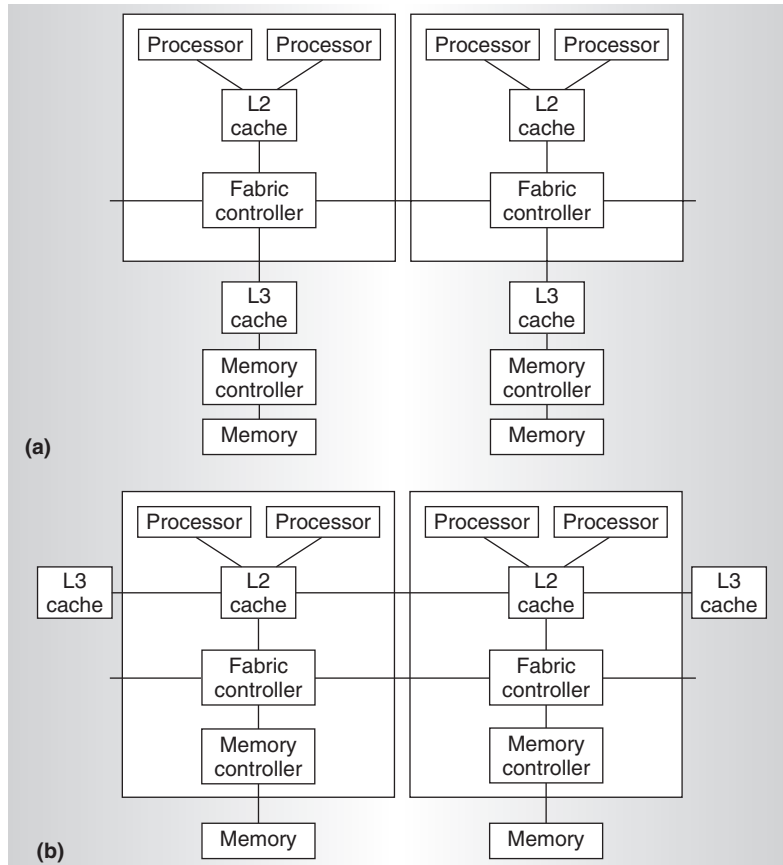 Processor Processor Processor Processor
L2 L2
cache cache
Fabric Fabric
controller controller
L3 L3
cache cache
Memory Memory
controller controller
Memory Memory
(a)
Processor Processor Processor Processor
L3 L2 L2 L3
cache cache cache cache
Fabric Fabric
controller controller
Memory Memory
controller controller
Memory Memory
(b)